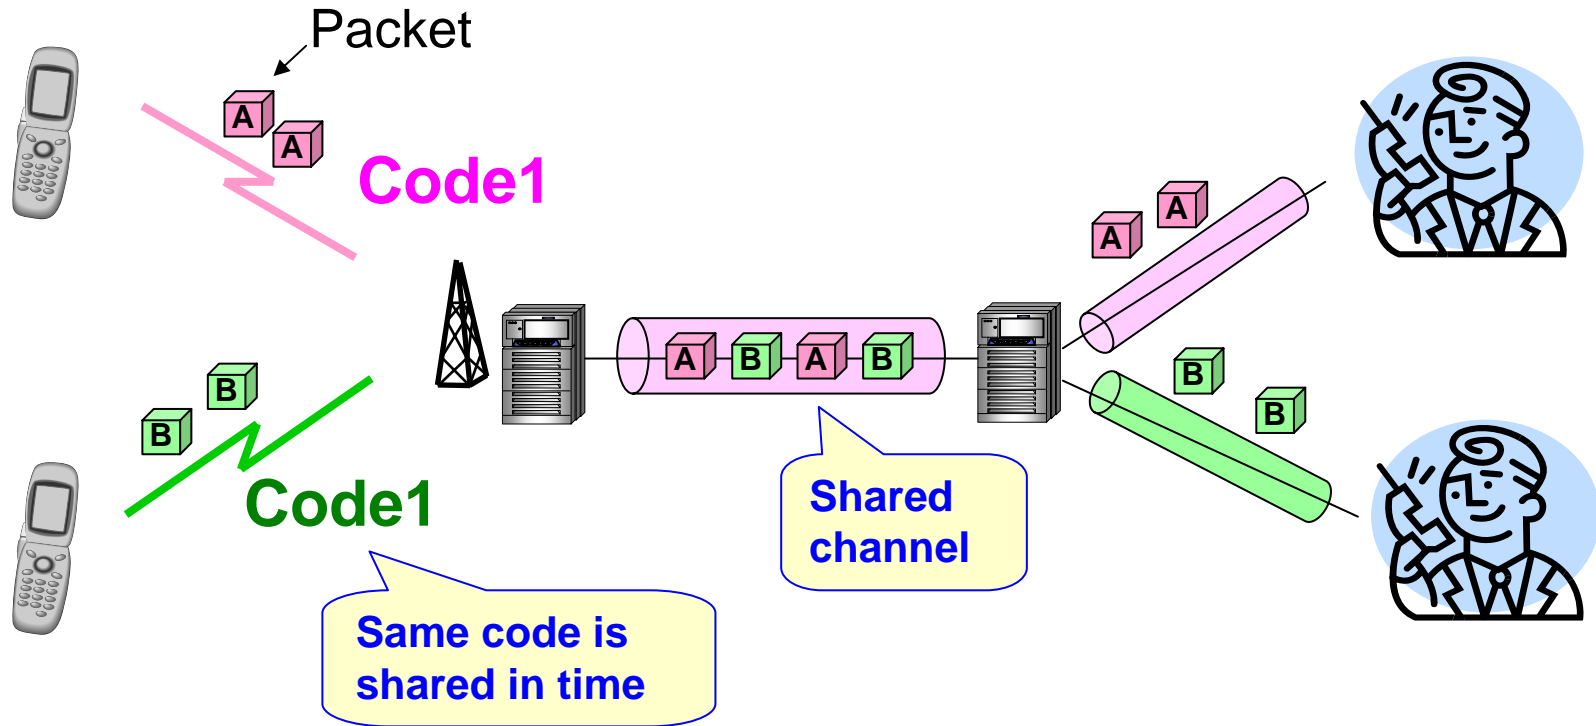 Packet
A
A
Code1
A
A
A B A B
B
B
B
B
Code1
Shared
channel
Same code is
shared in time